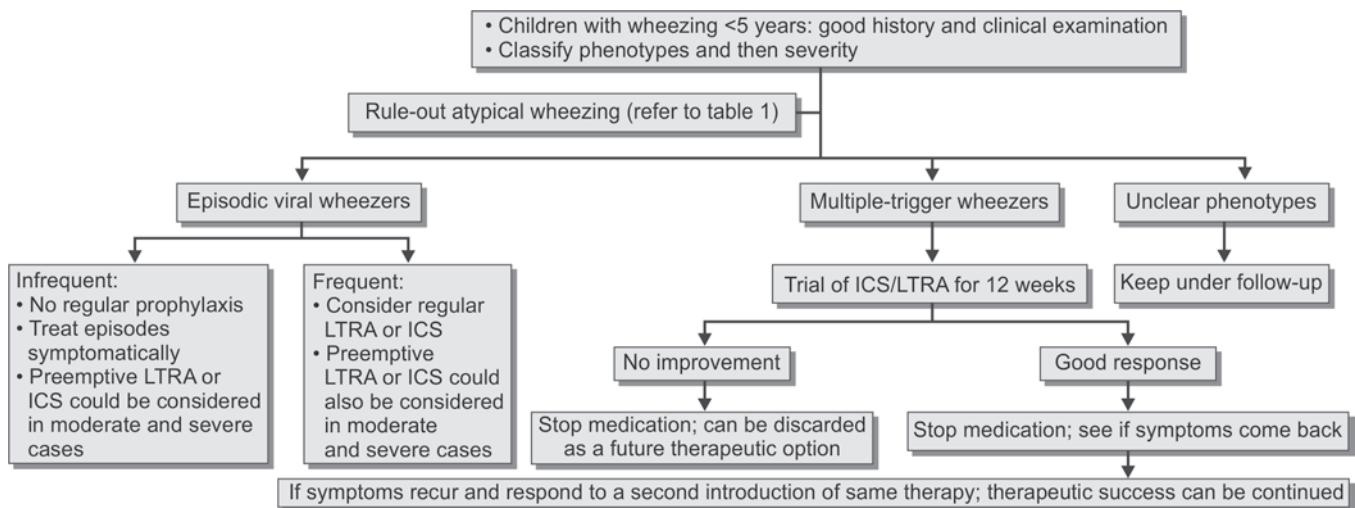 • Children with wheezing <5 years: good history and clinical examination
• Classify phenotypes and then severity
Rule-out atypical wheezing (refer to table 1)
Episodic viral wheezers
Multiple-trigger wheezers
Unclear phenotypes
Infrequent:
• No regular prophylaxis
• Treat episodes
symptomatically
• Preemptive LTRA or
ICS could be considered
in moderate and severe
cases
Frequent:
• Consider regular
LTRA or ICS
• Preemptive
LTRA or ICS could
also be considered
in moderate
and severe cases
Trial of ICS/LTRA for 12 weeks
Keep under follow-up
No improvement
Good response
Stop medication; can be discarded
as a future therapeutic option
Stop medication; see if symptoms come back
If symptoms recur and respond to a second introduction of same therapy; therapeutic success can be continued